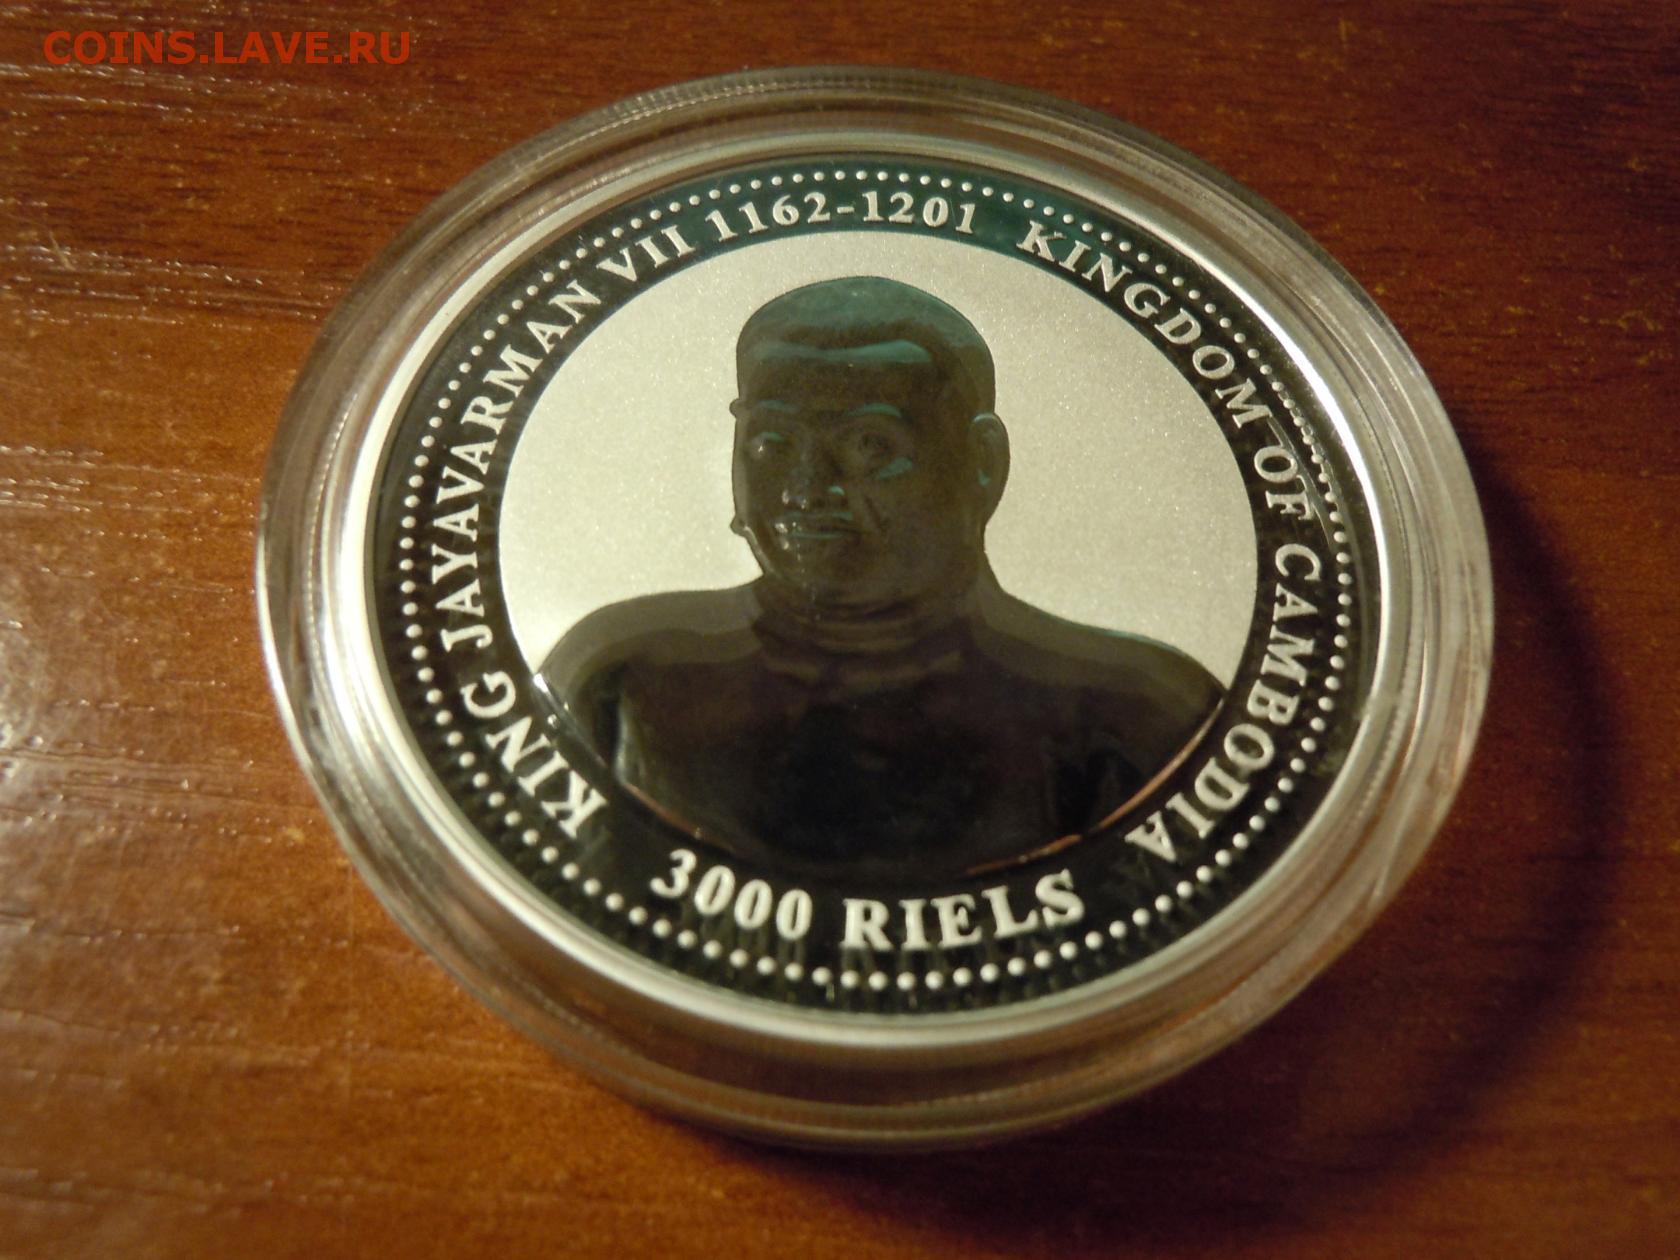 COINS.LAVE.RU
KING JAYAVARMAN VII 1162-1201 KINGDOM OF CAMBODIA
3000 RIELS